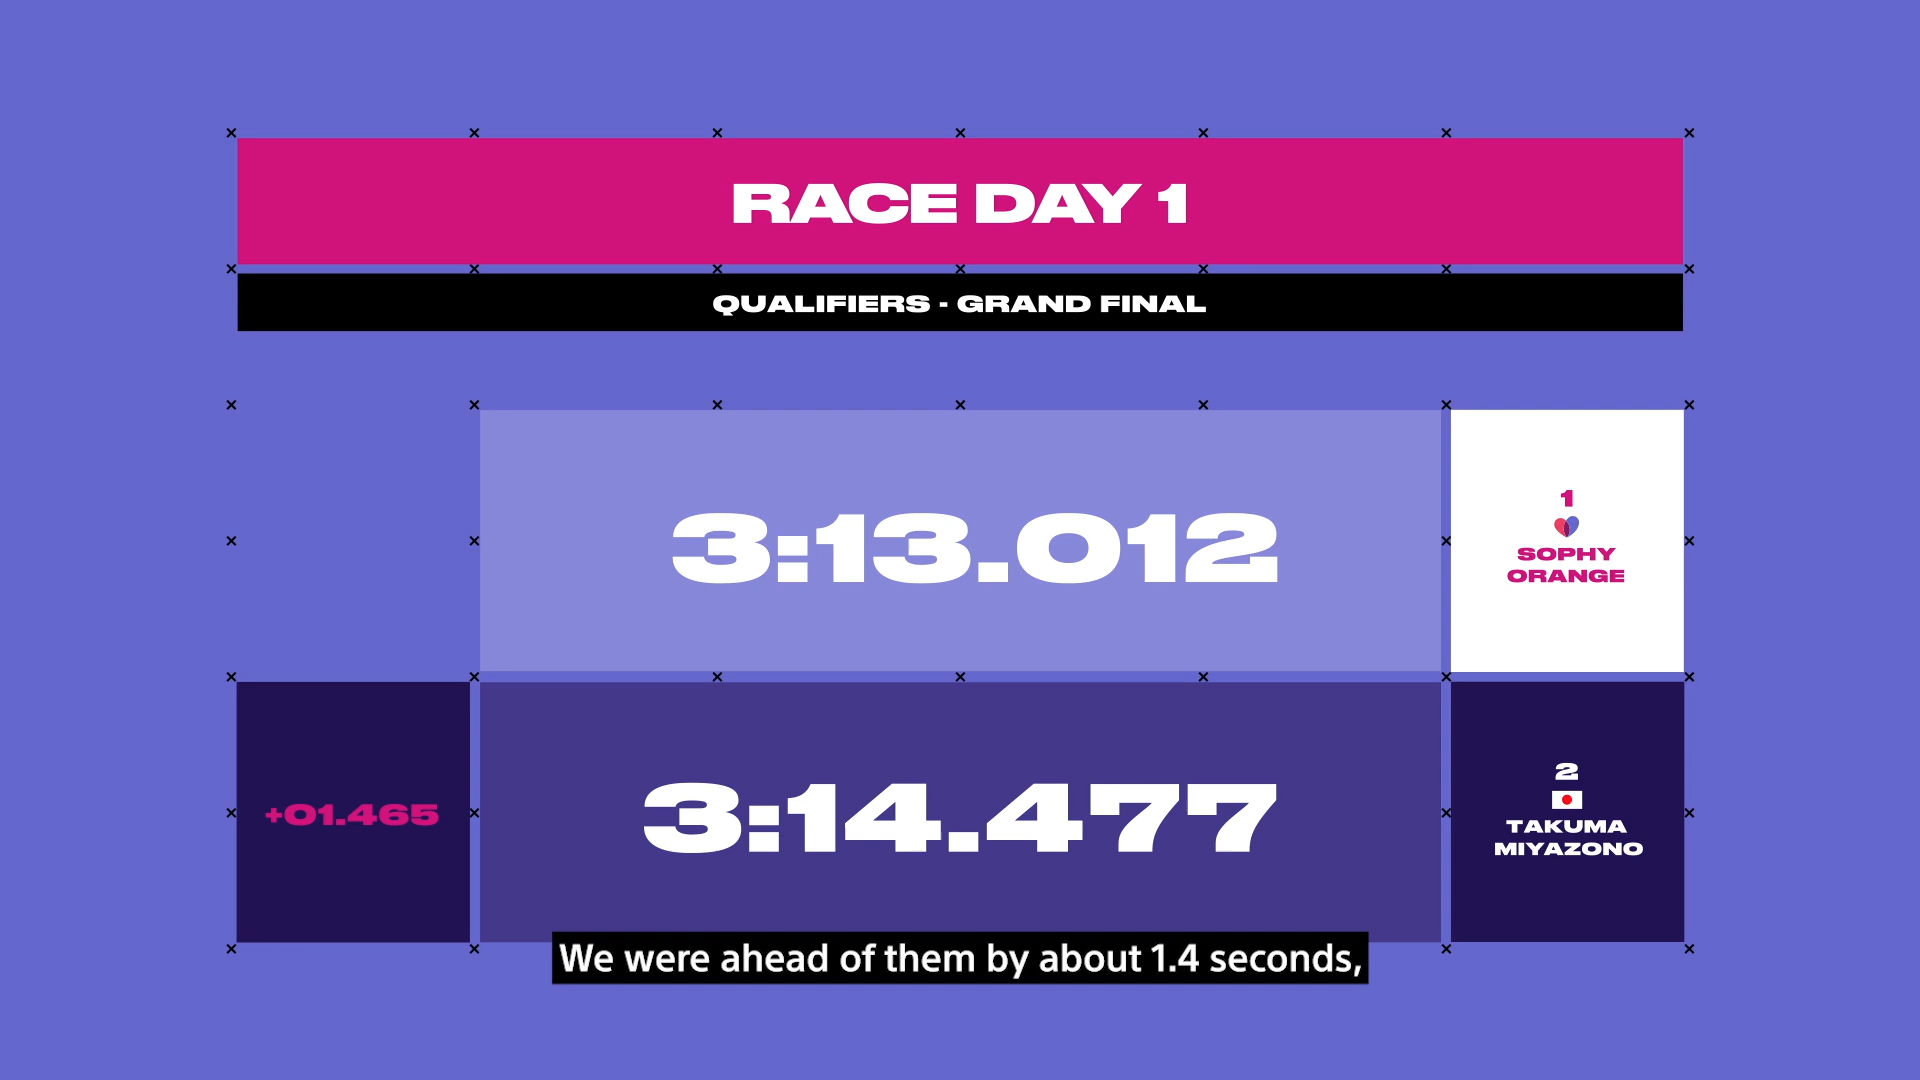 RACE DAY 1
QUALIFIERS - GRAND FINAL
3:13.012
1
SOPHY
ORANGE
+01.465
3:14.477
2
TAKUMA
MIYAZONO
We were ahead of them by about 1.4 seconds,